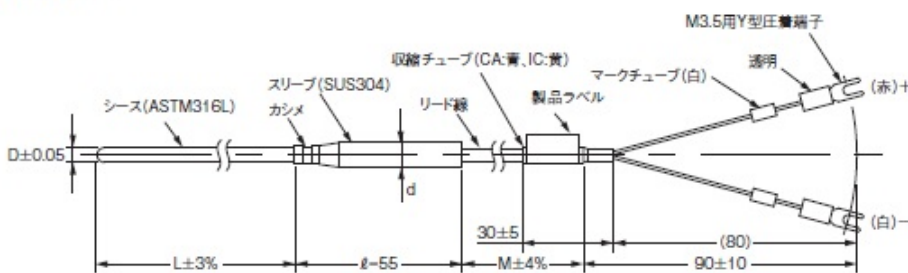 M3.5用Y型圧着端子
収縮チューブ(CA:青、IC:黄)
透明
スリーブ(SUS304)
マークチューブ(白)
(赤)+
シース(ASTM316L)
カシメ
リード線
製品ラベル
D±0.05
d
(白)−
30±5
(80)
L±3%
ℓ=55
M±4%
90±10